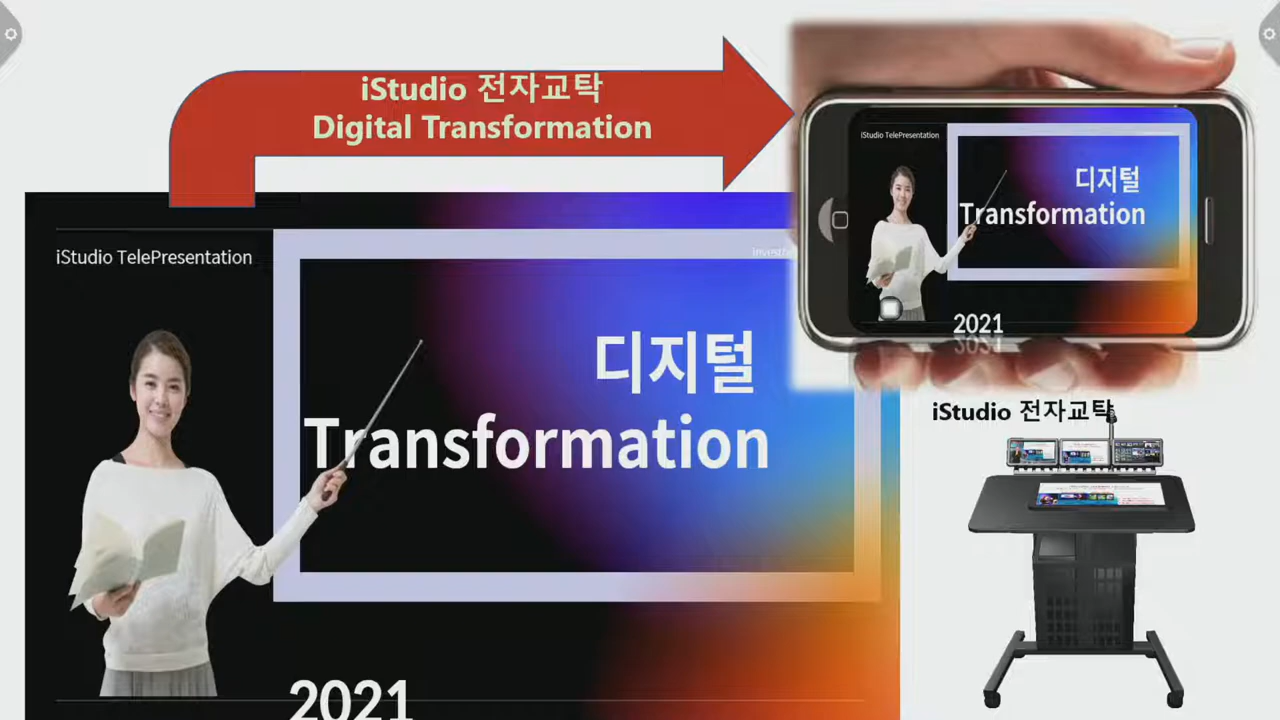 iStudio 전자교탁
Digital Transformation
iStudio TelePresentation
디지털
Transformation
2021
iStudio TelePresentation
디지털
Transformation
2021
iStudio 전자교탁